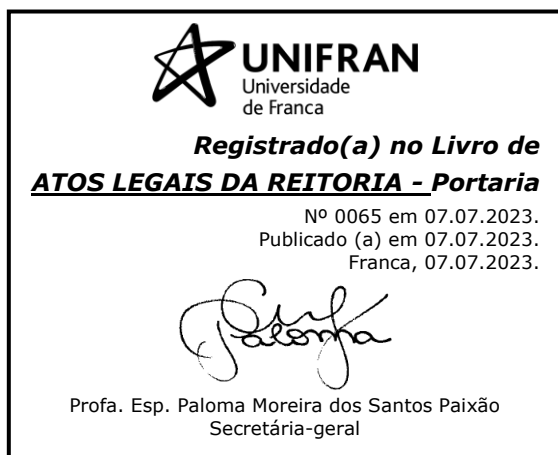 UNIFRAN
Universidade
de Franca
Registrado(a) no Livro de
ATOS LEGAIS DA REITORIA - Portaria
Nº 0065 em 07.07.2023.
Publicado (a) em 07.07.2023.
Franca, 07.07.2023.
Paloma
Profa. Esp. Paloma Moreira dos Santos Paixão
Secretária-geral